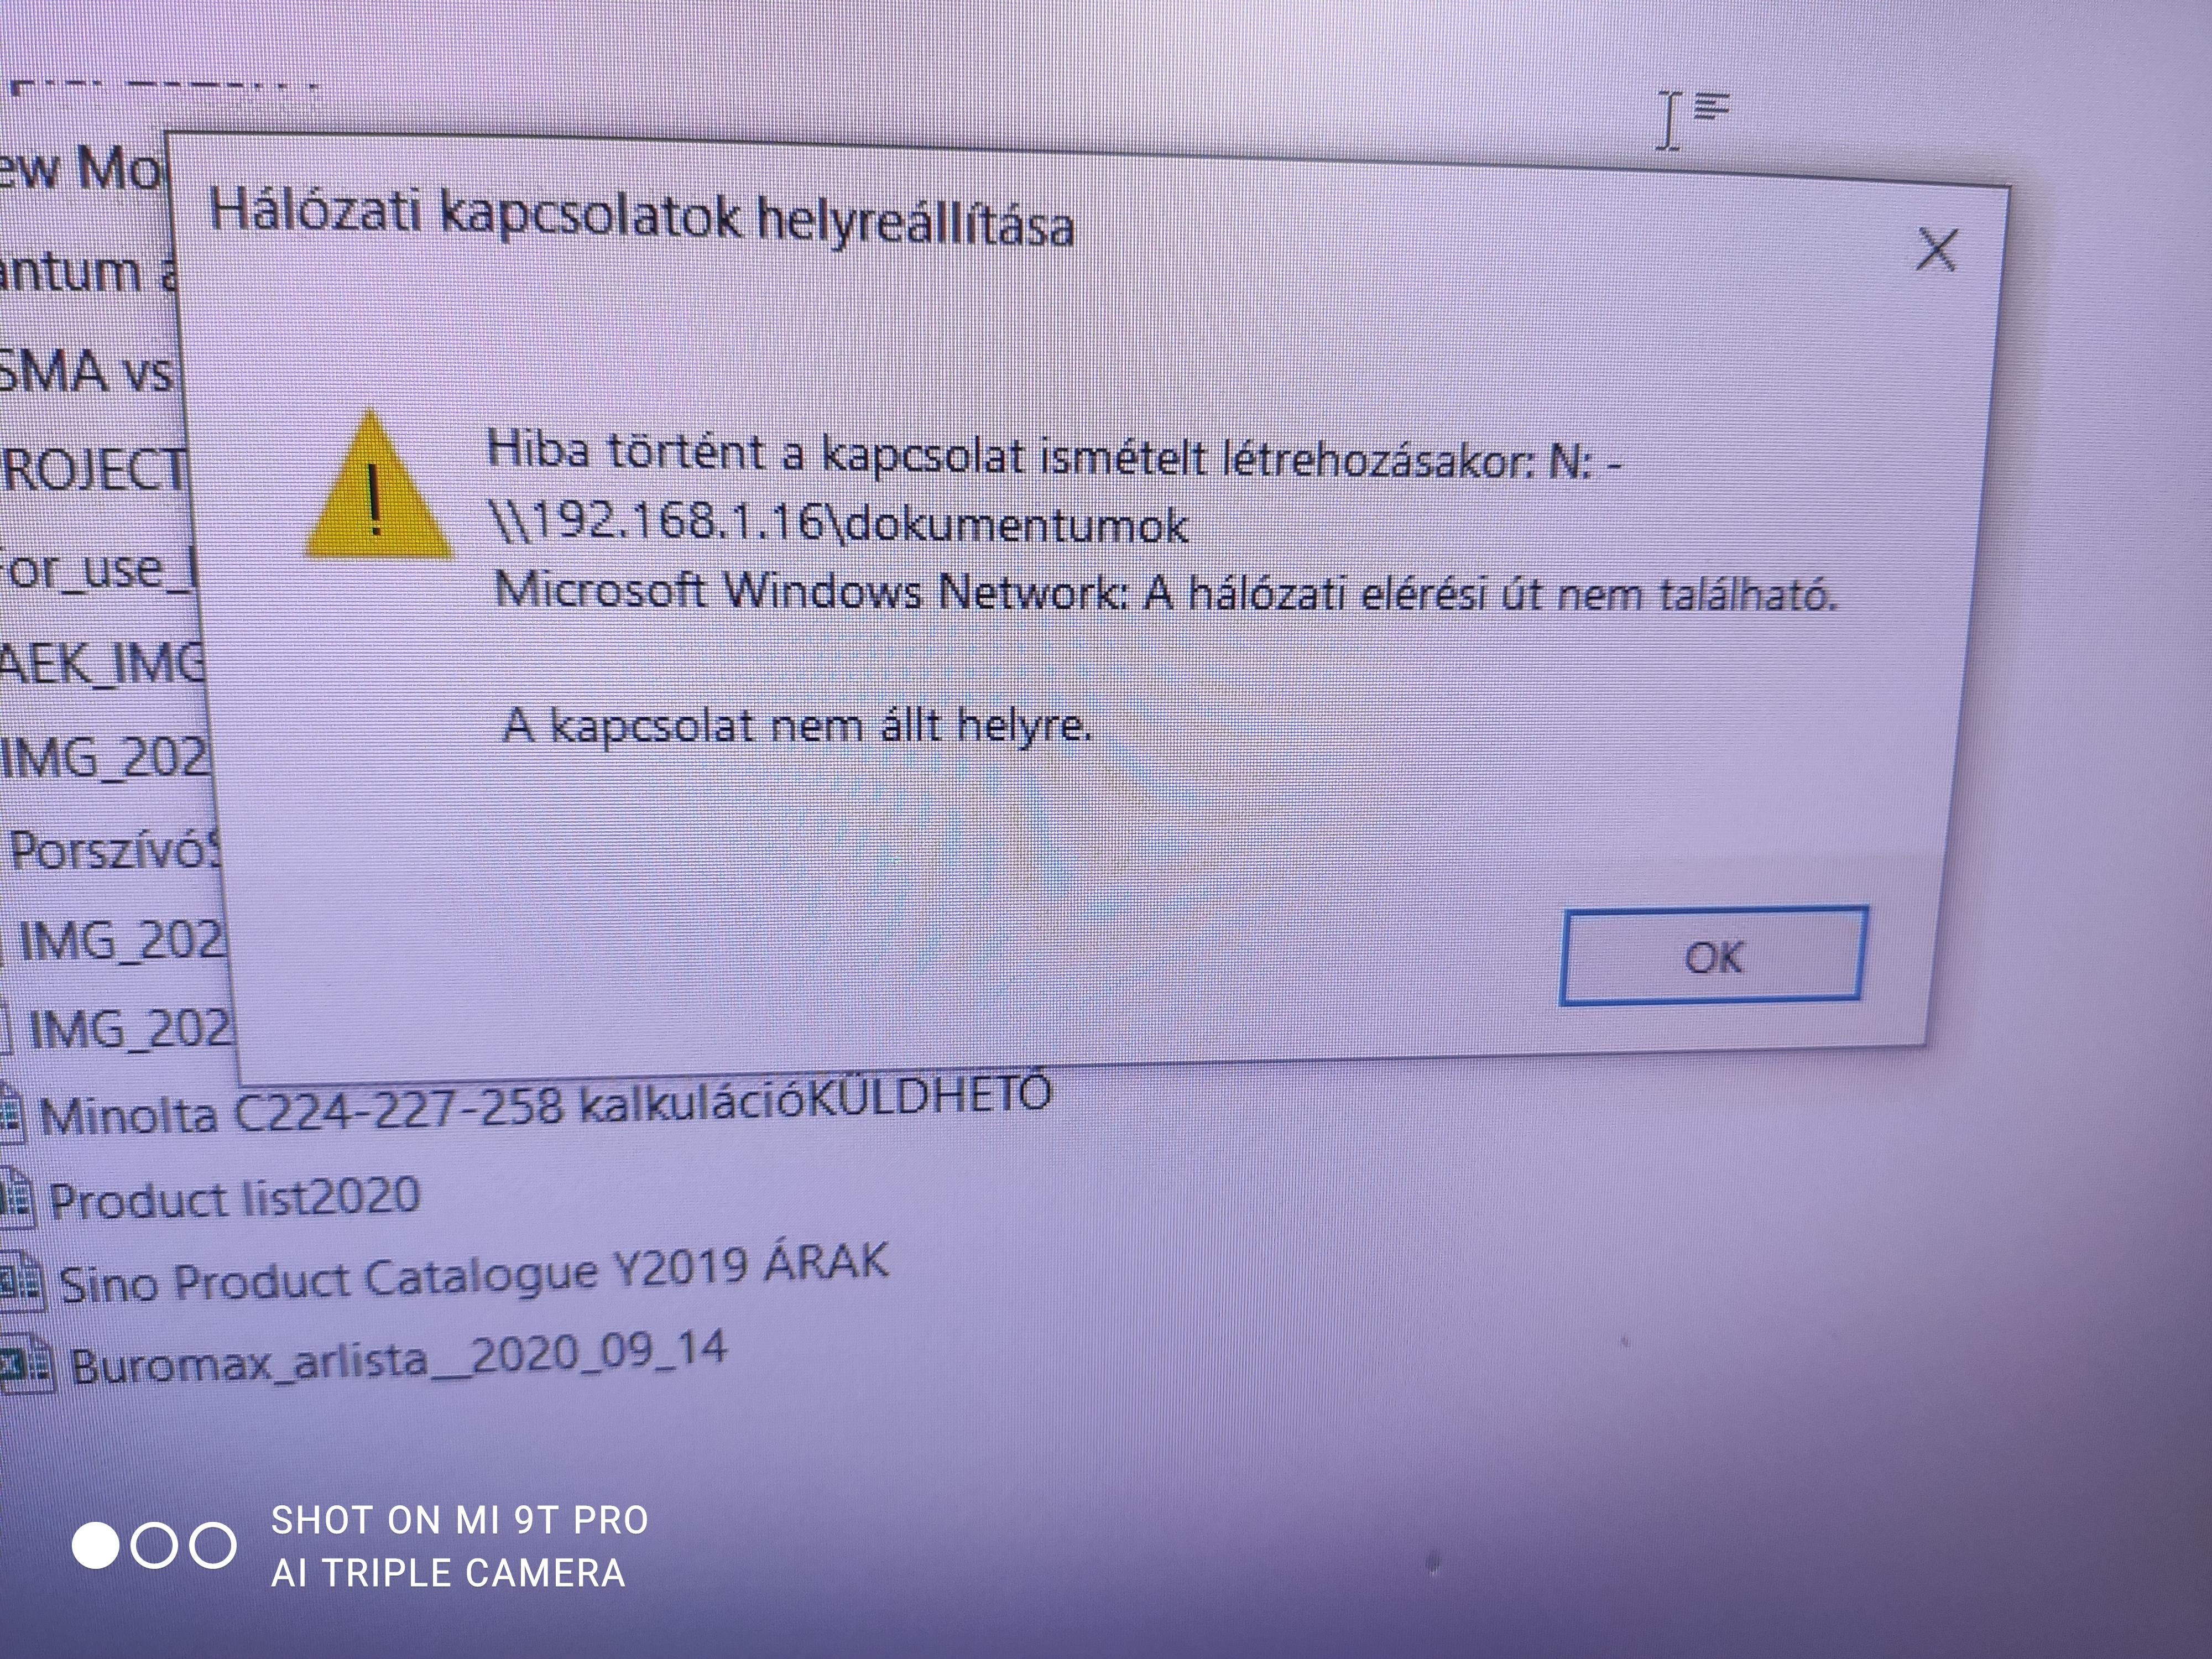 ew Mo
Hálózati kapcsolatok helyreállítása
antum a
SMA vs
ROJECT
Hiba történt a kapcsolat ismételt létrehozásakor: N: -
\\192.168.1.16\dokumentumok
Microsoft Windows Network: A hálózati elérési út nem található.
or_use_
AEK_IMG
A kapcsolat nem állt helyre.
IMG_202
Porszívó
IMG_202
OK
IMG_202
Minolta C224-227-258 kalkulációKÜLDHETŐ
Product list2020
Sino Product Catalogue Y2019 ÁRAK
Buromax_arlista__2020_09_14
SHOT ON MI 9T PRO
AI TRIPLE CAMERA